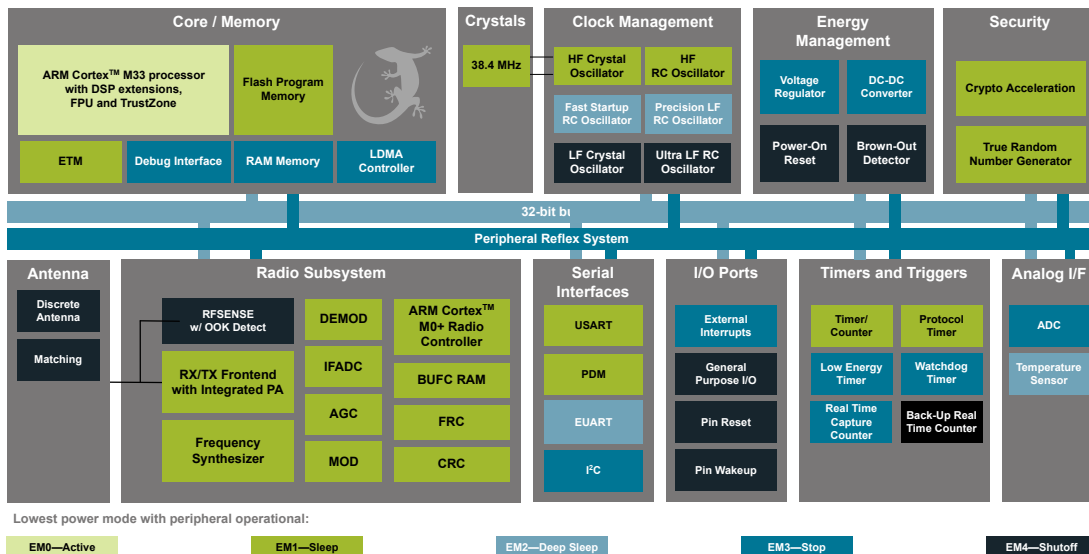 Core / Memory
ARM Cortex™ M33 processor
with DSP extensions,
FPU and TrustZone
Flash Program
Memory
ETM
Debug Interface
RAM Memory
LDMA
Controller
Crystals
38.4 MHz
Clock Management
HF Crystal
Oscillator
HF
RC Oscillator
Fast Startup
RC Oscillator
Precision LF
RC Oscillator
LF Crystal
Oscillator
Ultra LF RC
Oscillator
Energy
Management
Voltage
Regulator
DC-DC
Converter
Power-On
Reset
Brown-Out
Detector
Security
Crypto Acceleration
True Random
Number Generator
32-bit bu
Peripheral Reflex System
Antenna
Discrete
Antenna
Matching
Radio Subsystem
RFSENSE
w/ OOK Detect
RX/TX Frontend
with Integrated PA
Frequency
Synthesizer
DEMOD
IFADC
AGC
MOD
ARM Cortex™
M0+ Radio
Controller
BUFC RAM
FRC
CRC
Serial
Interfaces
USART
PDM
EUART
I²C
I/O Ports
External
Interrupts
General
Purpose I/O
Pin Reset
Pin Wakeup
Timers and Triggers
Timer/
Counter
Protocol
Timer
Low Energy
Timer
Watchdog
Timer
Real Time
Capture
Counter
Back-Up Real
Time Counter
Analog I/F
ADC
Temperature
Sensor
Lowest power mode with peripheral operational:
EM0—Active
EM1—Sleep
EM2—Deep Sleep
EM3—Stop
EM4—Shutoff